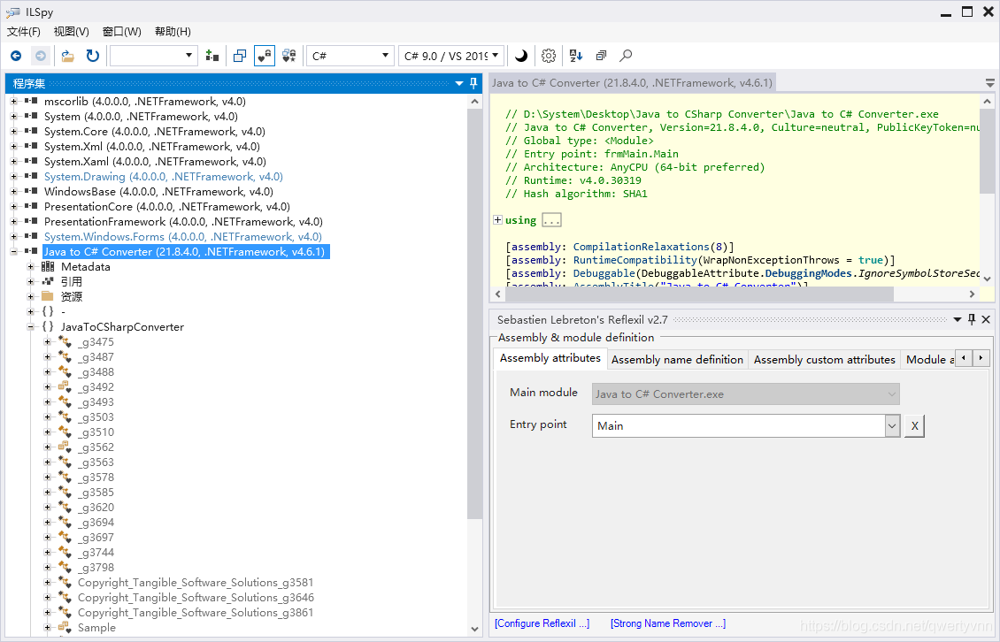 ILSpy
文件(F) 视图(V) 窗口(W) 帮助(H)
C# C# 9.0 / VS 2019
程序集
mscorlib (4.0.0.0, .NETFramework, v4.0)
System (4.0.0.0, .NETFramework, v4.0)
System.Core (4.0.0.0, .NETFramework, v4.0)
System.Xml (4.0.0.0, .NETFramework, v4.0)
System.Xaml (4.0.0.0, .NETFramework, v4.0)
System.Drawing (4.0.0.0, .NETFramework, v4.0)
WindowsBase (4.0.0.0, .NETFramework, v4.0)
PresentationCore (4.0.0.0, .NETFramework, v4.0)
PresentationFramework (4.0.0.0, .NETFramework, v4.0)
System.Windows.Forms (4.0.0.0, .NETFramework, v4.0)
Java to C# Converter (21.8.4.0, .NETFramework, v4.6.1)
Metadata
引用
资源
{ } -
{ } JavaToCSharpConverter
_g3475
_g3487
_g3488
_g3492
_g3493
_g3503
_g3510
_g3562
_g3563
_g3578
_g3585
_g3620
_g3694
_g3697
_g3744
_g3798
Copyright_Tangible_Software_Solutions_g3581
Copyright_Tangible_Software_Solutions_g3646
Copyright_Tangible_Software_Solutions_g3861
Sample
Java to C# Converter (21.8.4.0, .NETFramework, v4.6.1)
// D:\System\Desktop\Java to CSharp Converter\Java to C# Converter.exe
// Java to C# Converter, Version=21.8.4.0, Culture=neutral, PublicKeyToken=nu
// Global type: <Module>
// Entry point: frmMain.Main
// Architecture: AnyCPU (64-bit preferred)
// Runtime: v4.0.30319
// Hash algorithm: SHA1
using ...
[assembly: CompilationRelaxations(8)]
[assembly: RuntimeCompatibility(WrapNonExceptionThrows = true)]
[assembly: Debuggable(DebuggableAttribute.DebuggingModes.IgnoreSymbolStoreSec
[assembly: AssemblyTitle("Java to C# Converter")]
Sebastien Lebreton's Reflexil v2.7
Assembly & module definition
Assembly attributes Assembly name definition Assembly custom attributes Module a
Main module Java to C# Converter.exe
Entry point Main X
[Configure Reflexil ...] [Strong Name Remover ...]
https://blog.csdn.net/qwertyvnn